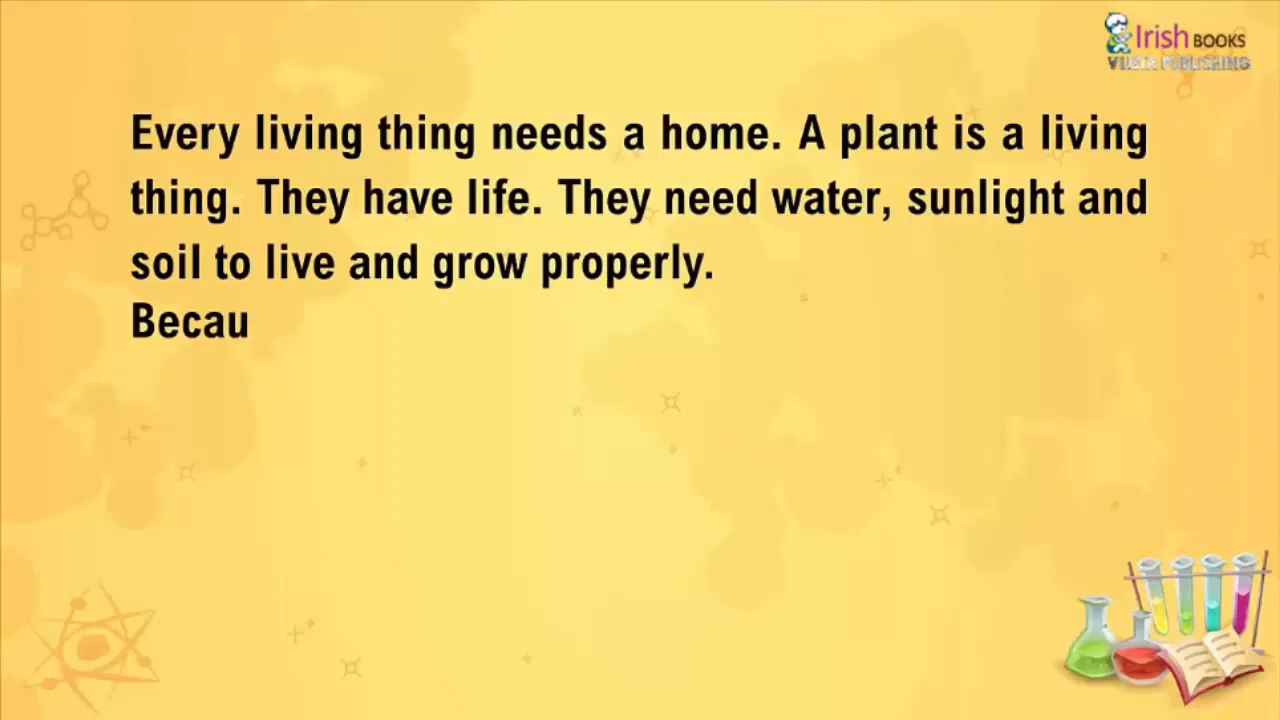 Irish BOOKS
VIJAYA PUBLISHING
Every living thing needs a home. A plant is a living
thing. They have life. They need water, sunlight and
soil to live and grow properly.
Becau